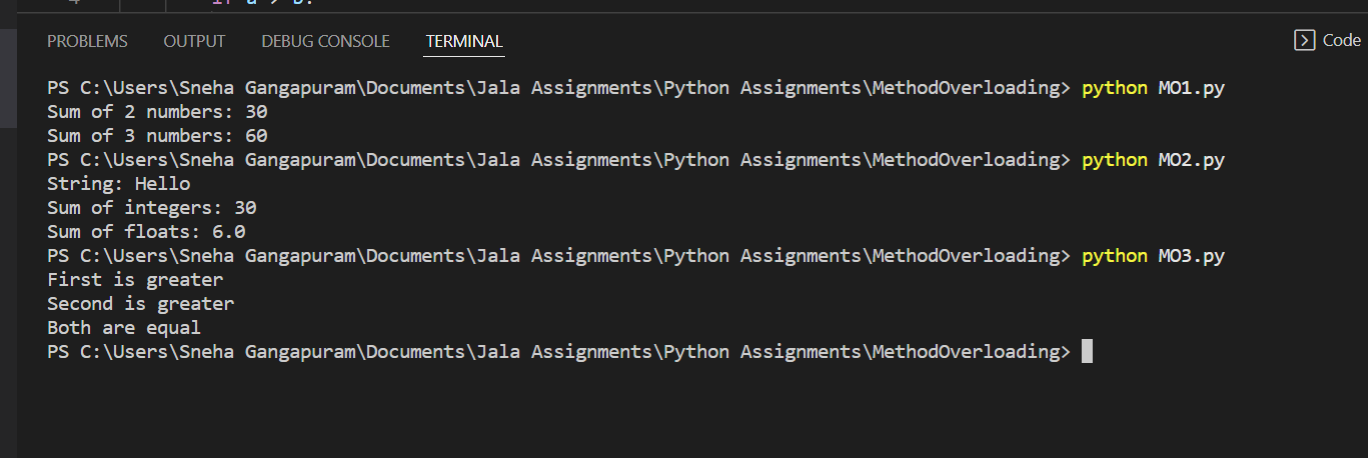 4 if a > b:
PROBLEMS OUTPUT DEBUG CONSOLE TERMINAL Code
PS C:\Users\Sneha Gangapuram\Documents\Jala Assignments\Python Assignments\MethodOverloading> python MO1.py
Sum of 2 numbers: 30
Sum of 3 numbers: 60
PS C:\Users\Sneha Gangapuram\Documents\Jala Assignments\Python Assignments\MethodOverloading> python MO2.py
String: Hello
Sum of integers: 30
Sum of floats: 6.0
PS C:\Users\Sneha Gangapuram\Documents\Jala Assignments\Python Assignments\MethodOverloading> python MO3.py
First is greater
Second is greater
Both are equal
PS C:\Users\Sneha Gangapuram\Documents\Jala Assignments\Python Assignments\MethodOverloading>